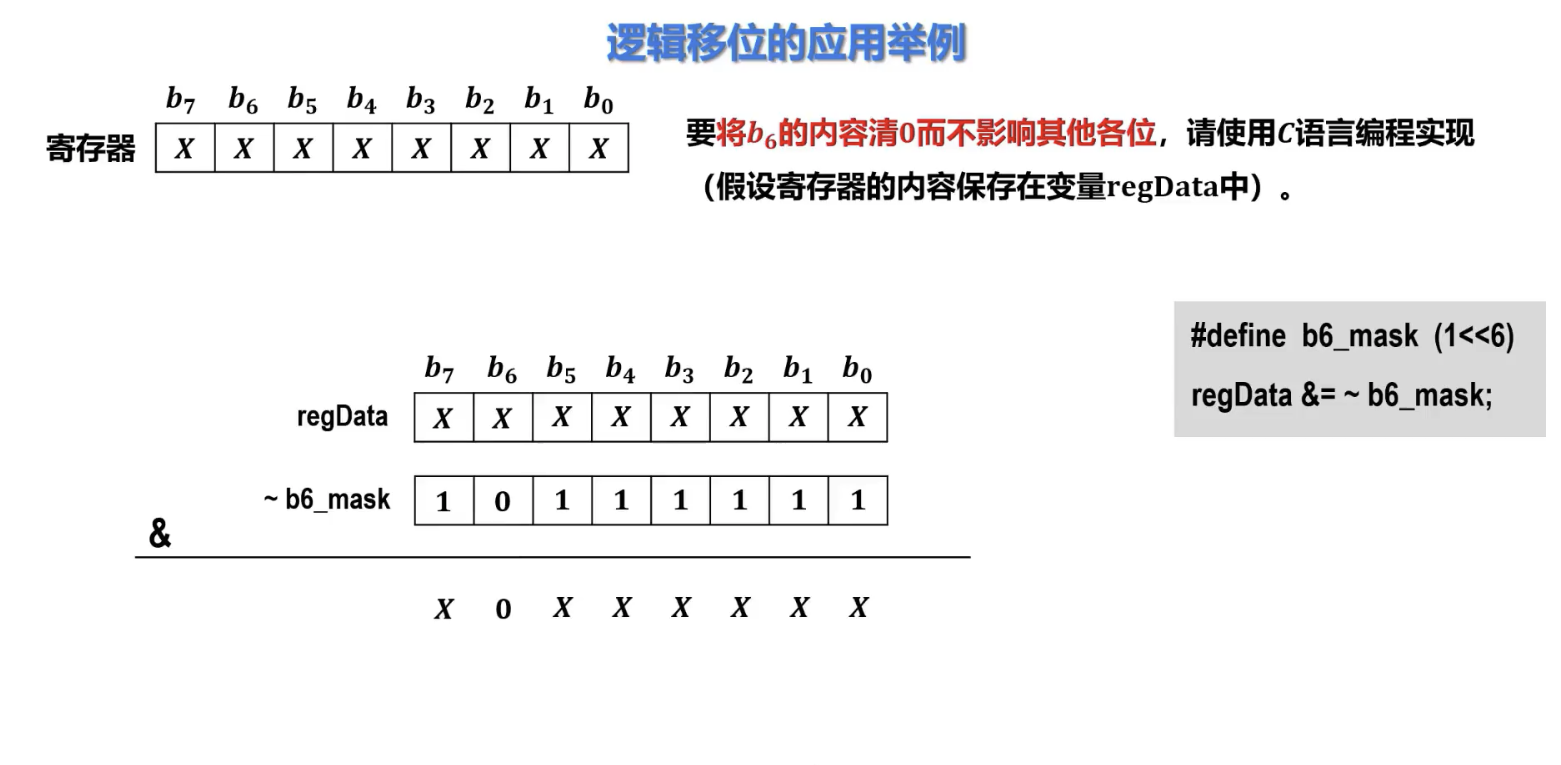 逻辑移位的应用举例
b7 b6 b5 b4 b3 b2 b1 b0
寄存器 X X X X X X X X
要将b6的内容清0而不影响其他各位，请使用C语言编程实现
（假设寄存器的内容保存在变量regData中）。
#define b6_mask (1<<6)
regData &= ~ b6_mask;
b7 b6 b5 b4 b3 b2 b1 b0
regData X X X X X X X X
~ b6_mask 1 0 1 1 1 1 1 1
&
X 0 X X X X X X